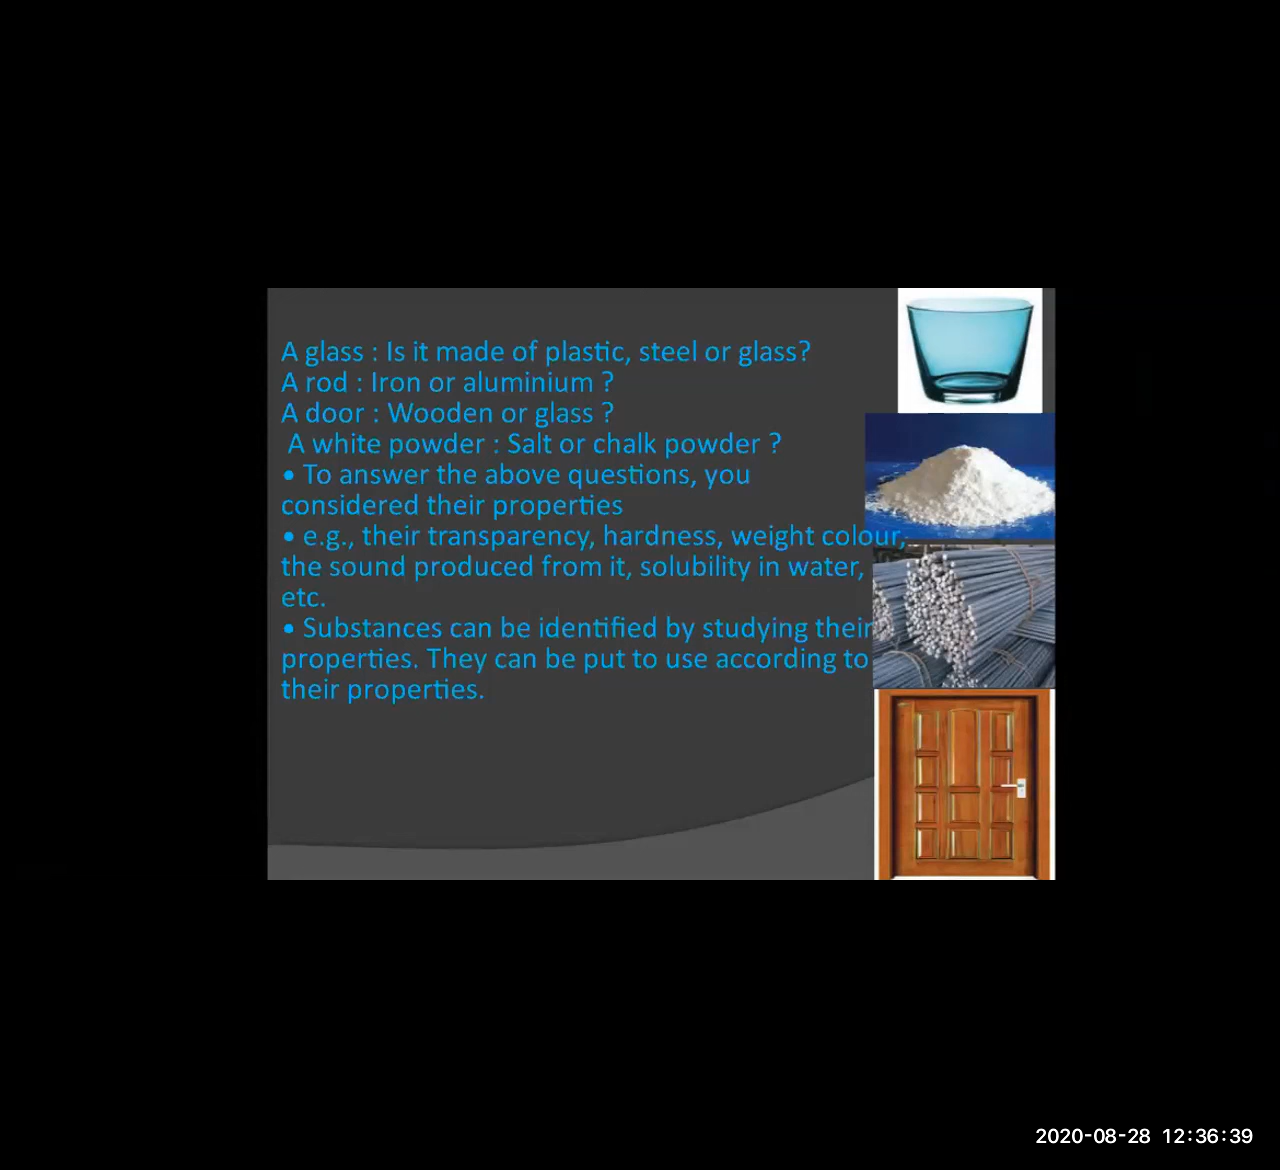 A glass : Is it made of plastic, steel or glass?
A rod : Iron or aluminium ?
A door : Wooden or glass ?
A white powder : Salt or chalk powder ?
• To answer the above questions, you
considered their properties
• e.g., their transparency, hardness, weight colour,
the sound produced from it, solubility in water,
etc.
• Substances can be identified by studying their
properties. They can be put to use according to
their properties.
2020-08-28 12:36:39